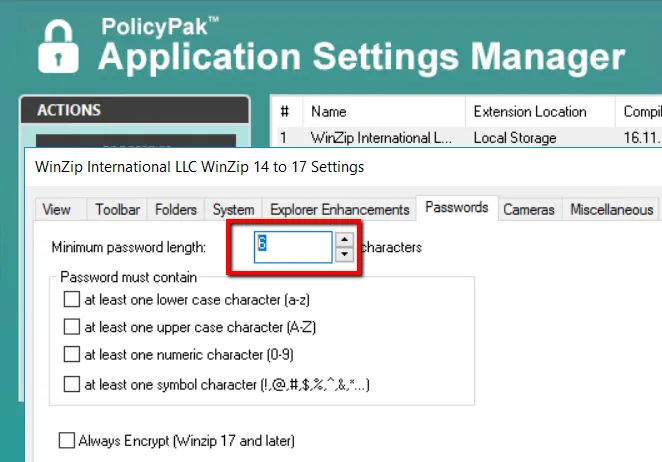 PolicyPak™
Application Settings Manager
ACTIONS
# Name Extension Location Compil
1 WinZip International L... Local Storage 16.11.
WinZip International LLC WinZip 14 to 17 Settings
View Toolbar Folders System Explorer Enhancements Passwords Cameras Miscellaneous
Minimum password length: 6 characters
Password must contain
at least one lower case character (a-z)
at least one upper case character (A-Z)
at least one numeric character (0-9)
at least one symbol character (!,@,#,$,%,^,&,*...)
Always Encrypt (Winzip 17 and later)